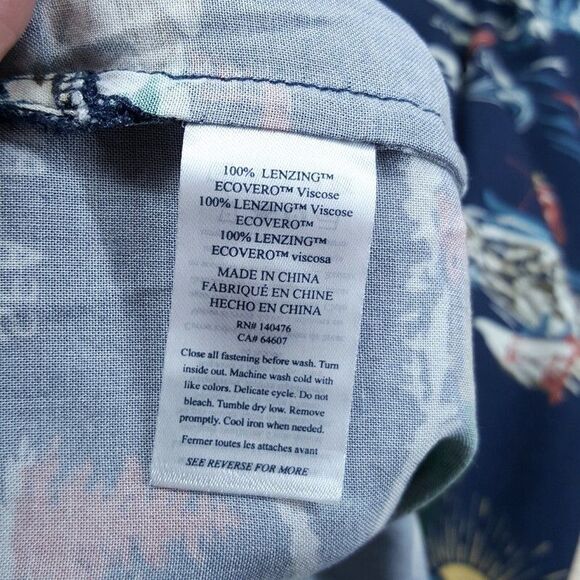 100% LENZING™
ECOVERO™ Viscose
100% LENZING™ Viscose
ECOVERO™
100% LENZING™
ECOVERO™ viscosa
MADE IN CHINA
FABRIQUÉ EN CHINE
HECHO EN CHINA
RN# 140476
CA# 64607
Close all fastening before wash. Turn
inside out. Machine wash cold with
like colors. Delicate cycle. Do not
bleach. Tumble dry low. Remove
promptly. Cool iron when needed.
Fermer toutes les attaches avant
SEE REVERSE FOR MORE